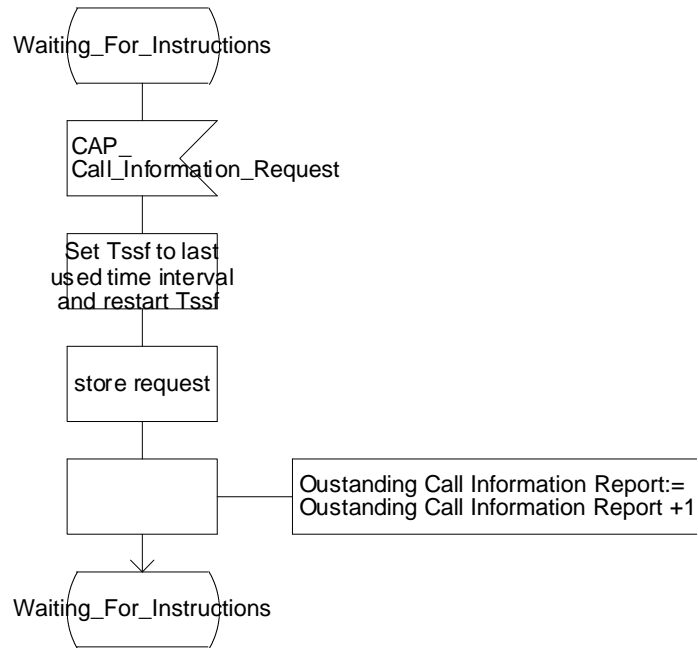 Waiting_For_Instructions
CAP_
Call_Information_Request
Set Tssf to last
used time interval
and restart Tssf
store request
Oustanding Call Information Report:=
Oustanding Call Information Report +1
Waiting_For_Instructions